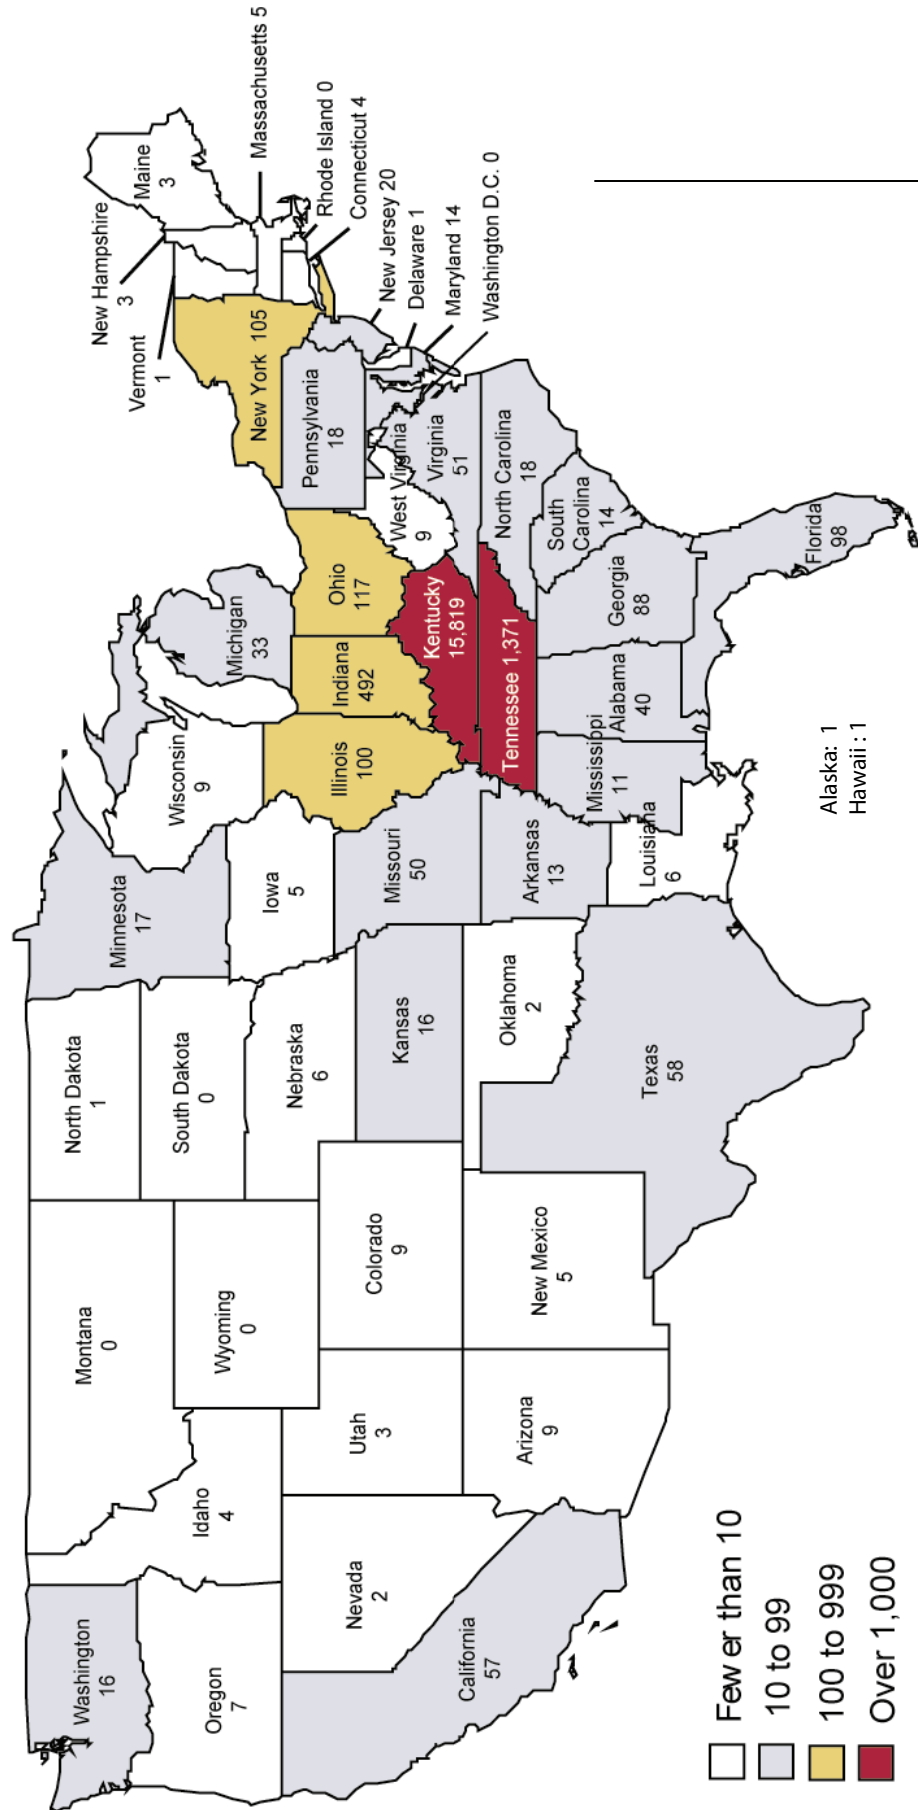 Washington
16
Oregon
7
California
57
Nevada
2
Idaho
4
Montana
0
Wyoming
0
Utah
3
Arizona
9
Colorado
9
New Mexico
5
North Dakota
1
South Dakota
0
Nebraska
6
Kansas
16
Oklahoma
2
Texas
58
Minnesota
17
Iowa
5
Missouri
50
Arkansas
13
Louisiana
6
Wisconsin
9
Illinois
100
Michigan
33
Indiana
492
Ohio
117
Kentucky
15,819
Tennessee 1,371
Mississippi
11
Alabama
40
Georgia
88
Florida
98
South
Carolina
14
North Carolina
18
Virginia
51
West Virginia
9
Pennsylvania
18
New York 105
Vermont
1
New Hampshire
3
Maine
3
Massachusetts 5
Rhode Island 0
Connecticut 4
New Jersey 20
Delaware 1
Maryland 14
Washington D.C. 0
Alaska: 1
Hawaii : 1
Fewer than 10
10 to 99
100 to 999
Over 1,000